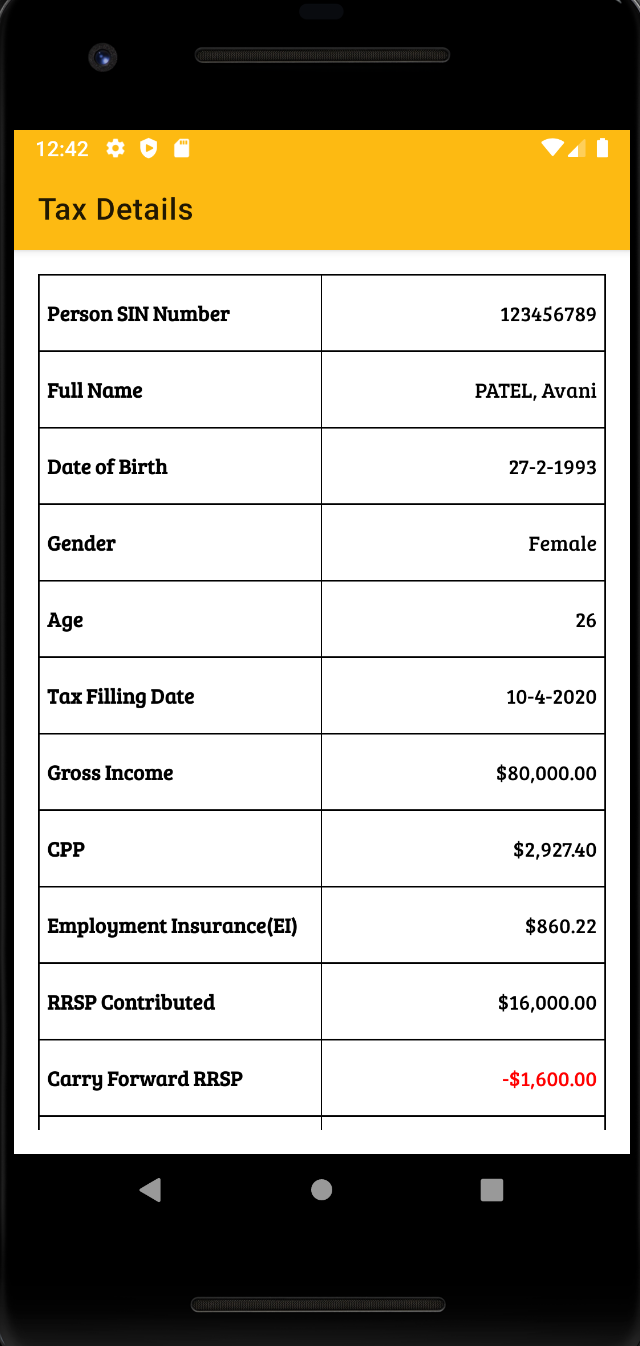 12:42
Tax Details
Person SIN Number 123456789
Full Name PATEL, Avani
Date of Birth 27-2-1993
Gender Female
Age 26
Tax Filling Date 10-4-2020
Gross Income $80,000.00
CPP $2,927.40
Employment Insurance(EI) $860.22
RRSP Contributed $16,000.00
Carry Forward RRSP -$1,600.00